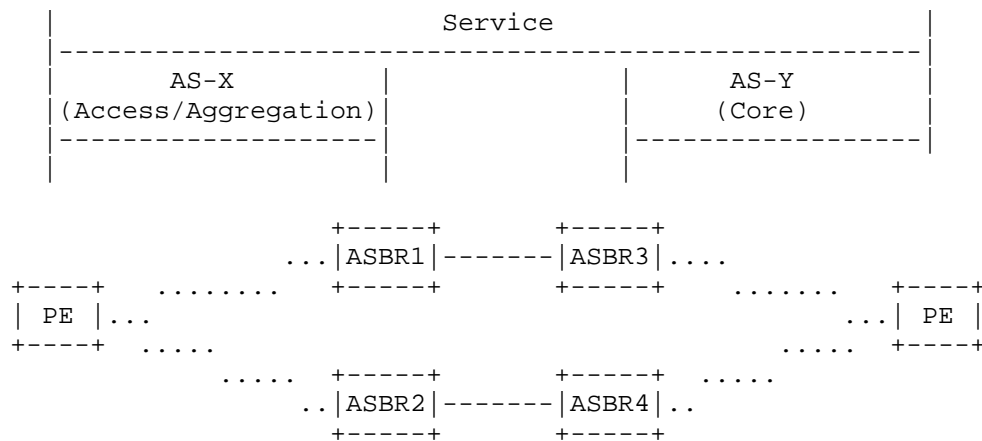 Service
AS-X AS-Y
(Access/Aggregation) (Core)
ASBR1 ASBR3
PE PE
ASBR2 ASBR4